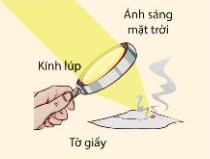 Ánh sáng
mặt trời
Kính lúp
Tờ giấy